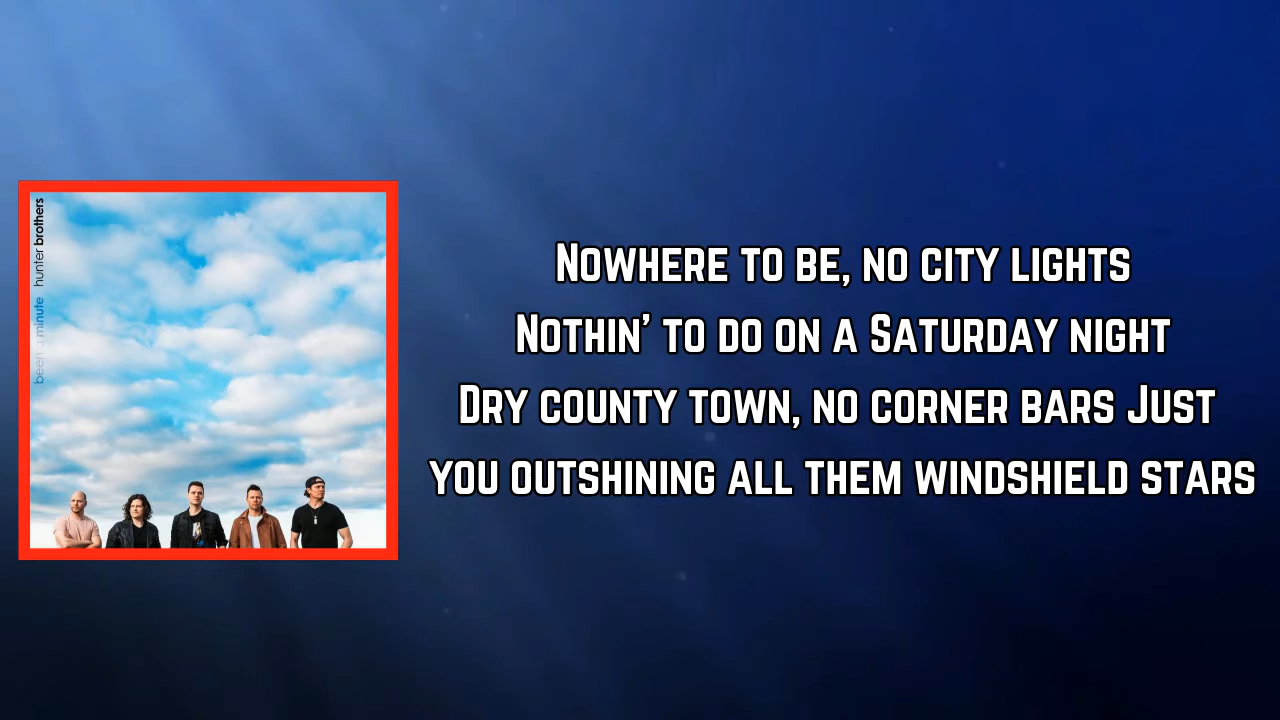 been a minute hunter brothers
Nowhere to be, no city lights
Nothin' to do on a Saturday night
Dry county town, no corner bars Just
you outshining all them windshield stars